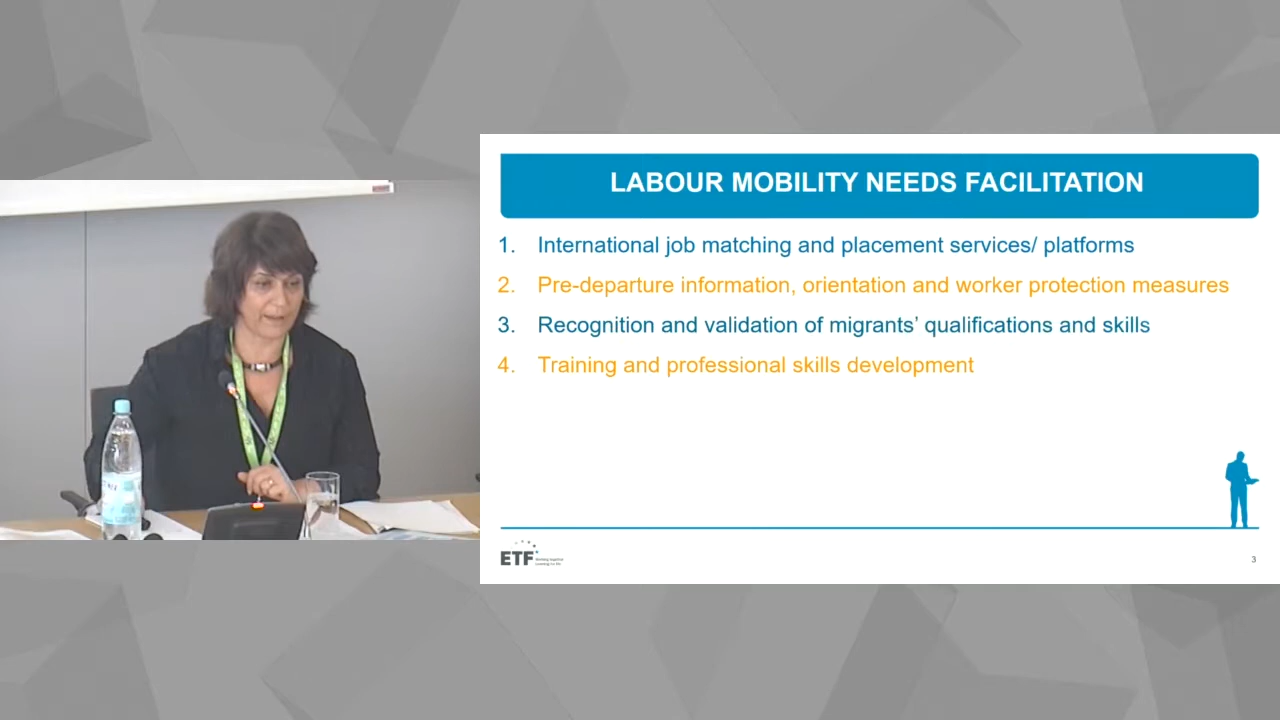 LABOUR MOBILITY NEEDS FACILITATION
1. International job matching and placement services/ platforms
2. Pre-departure information, orientation and worker protection measures
3. Recognition and validation of migrants’ qualifications and skills
4. Training and professional skills development
ETF
3